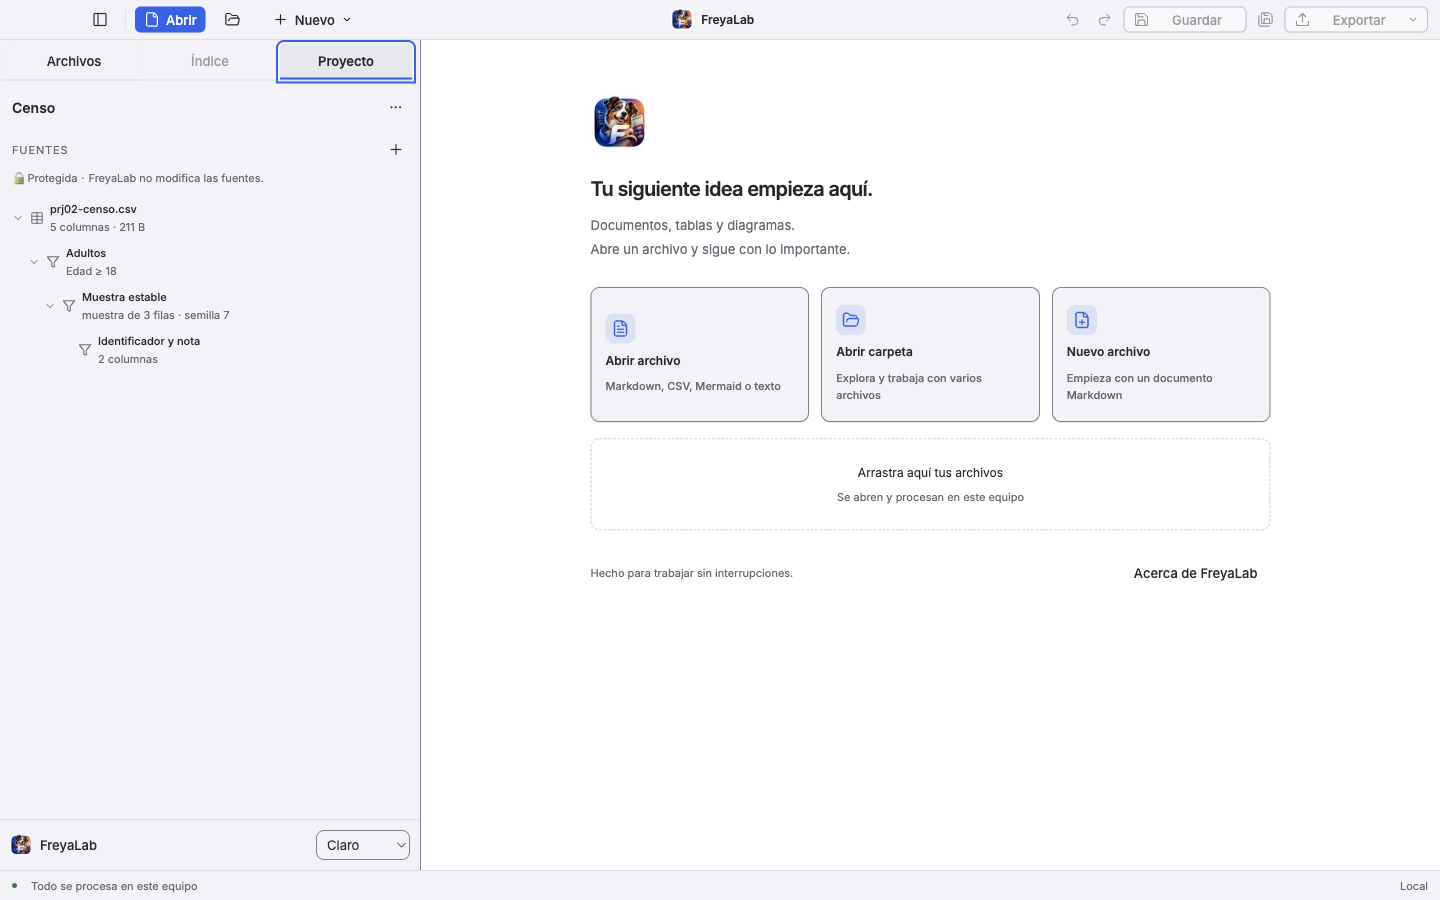 Abrir
Nuevo
FreyaLab
Guardar
Exportar
Archivos
Índice
Proyecto
Censo
FUENTES
Protegida · FreyaLab no modifica las fuentes.
prj02-censo.csv
5 columnas · 211 B
Adultos
Edad ≥ 18
Muestra estable
muestra de 3 filas · semilla 7
Identificador y nota
2 columnas
Tu siguiente idea empieza aquí.
Documentos, tablas y diagramas.
Abre un archivo y sigue con lo importante.
Abrir archivo
Markdown, CSV, Mermaid o texto
Abrir carpeta
Explora y trabaja con varios
archivos
Nuevo archivo
Empieza con un documento
Markdown
Arrastra aquí tus archivos
Se abren y procesan en este equipo
Hecho para trabajar sin interrupciones.
Acerca de FreyaLab
FreyaLab
Claro
Todo se procesa en este equipo
Local